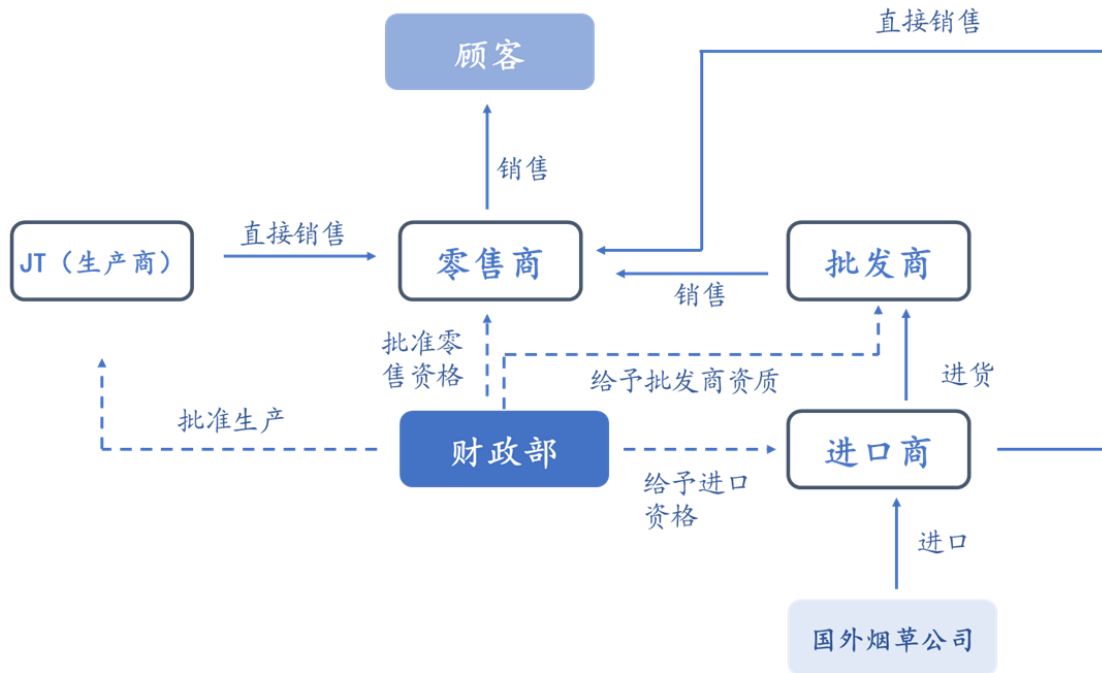 直接销售
顾客
销售
JT（生产商）
直接销售
零售商
批发商
销售
批准零
售资格
给予批发商资质
进货
批准生产
财政部
进口商
给予进口
资格
进口
国外烟草公司